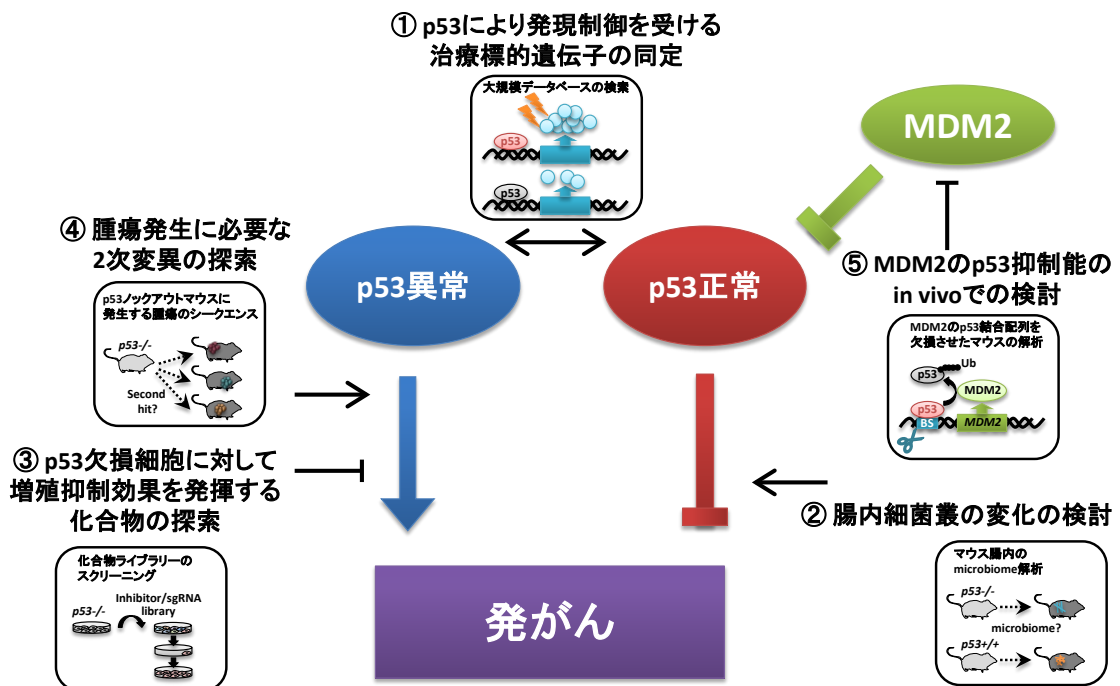 ① p53により発現制御を受ける
治療標的遺伝子の同定
大規模データベースの検索
p53
p53
MDM2
④ 腫瘍発生に必要な
2次変異の探索
p53ノックアウトマウスに
発生する腫瘍のシークエンス
p53-/-
Second
hit?
p53異常
p53正常
⑤ MDM2のp53抑制能の
in vivoでの検討
MDM2のp53結合配列を
欠損させたマウスの解析
Ub
p53
MDM2
p53
BS
MDM2
③ p53欠損細胞に対して
増殖抑制効果を発揮する
化合物の探索
化合物ライブラリーの
スクリーニング
Inhibitor/sgRNA
library
p53-/-
② 腸内細菌叢の変化の検討
マウス腸内の
microbiome解析
p53-/-
microbiome?
p53+/+
発がん